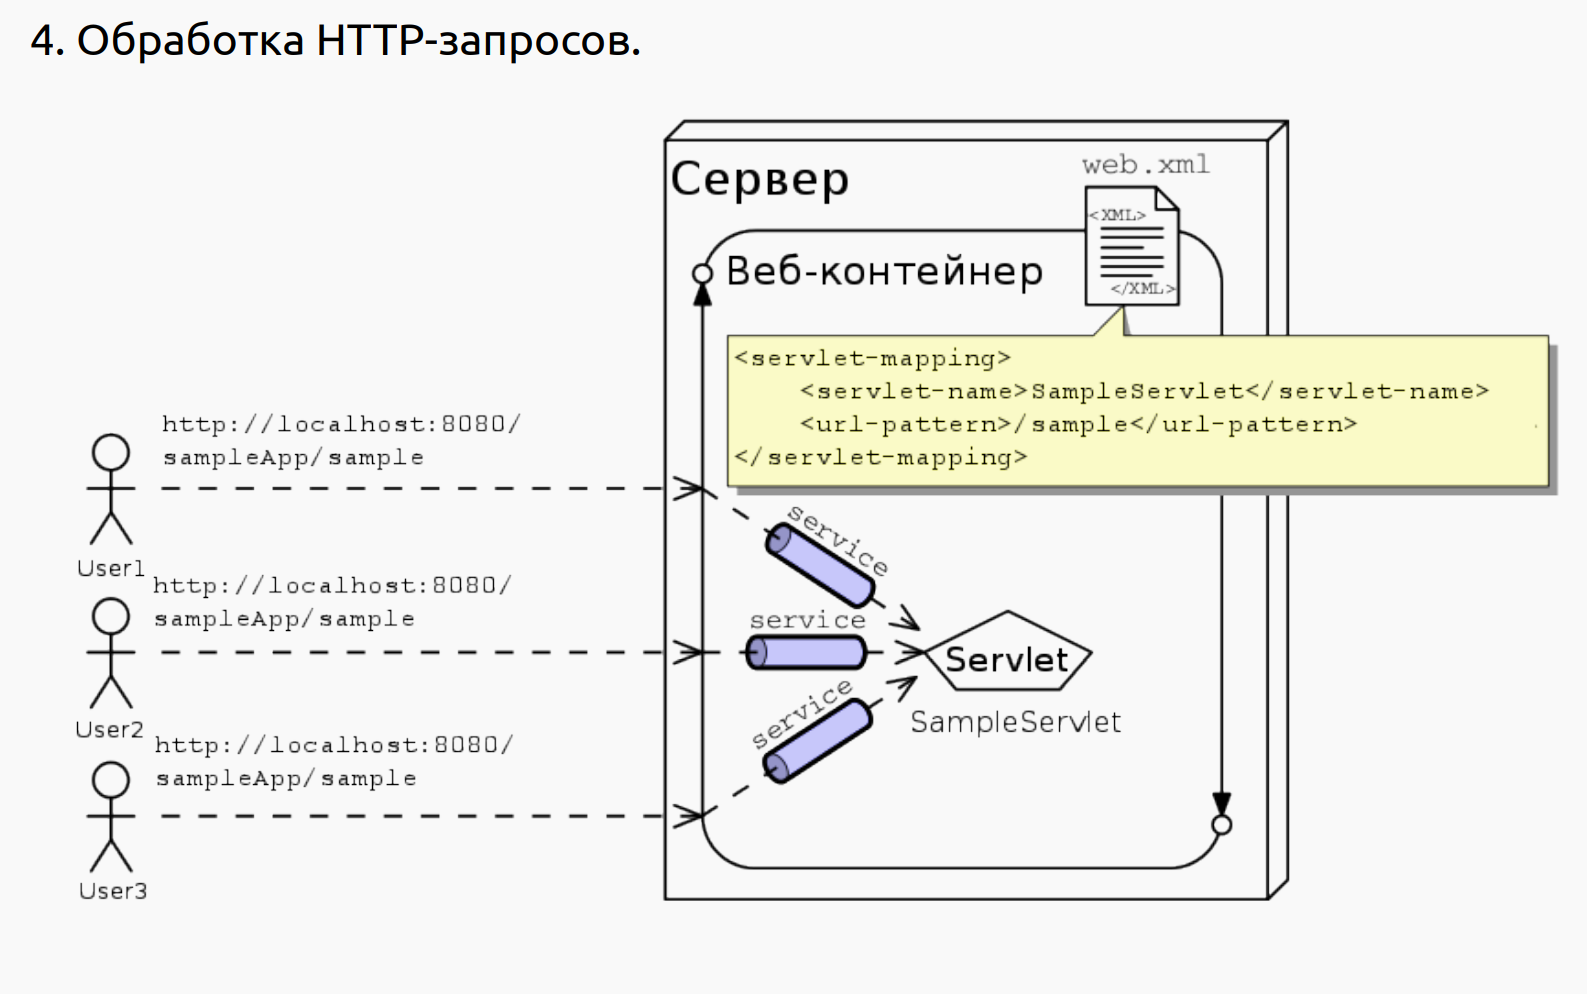 4. Обработка HTTP-запросов.
Сервер
web.xml
<XML>
</XML>
Веб-контейнер
<servlet-mapping>
<servlet-name>SampleServlet</servlet-name>
<url-pattern>/sample</url-pattern>
</servlet-mapping>
http://localhost:8080/
sampleApp/sample
User1
http://localhost:8080/
sampleApp/sample
User2
http://localhost:8080/
sampleApp/sample
User3
service
service
service
Servlet
SampleServlet